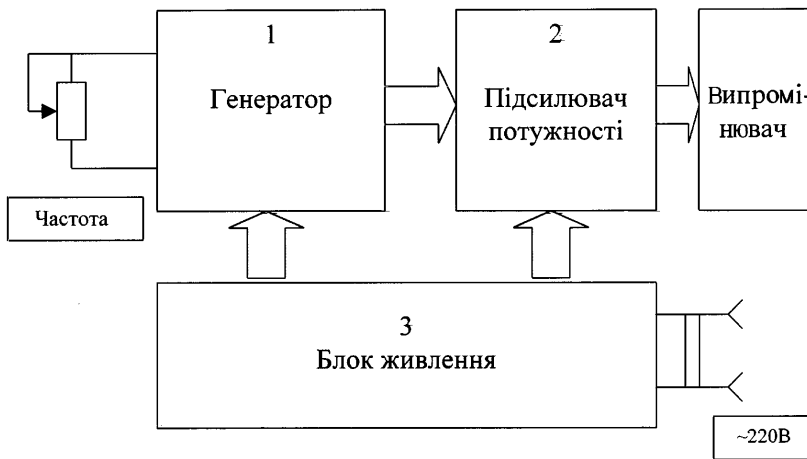 1
Генератор
2
Підсилювач
потужності
Випромі-
нювач
Частота
3
Блок живлення
~220В